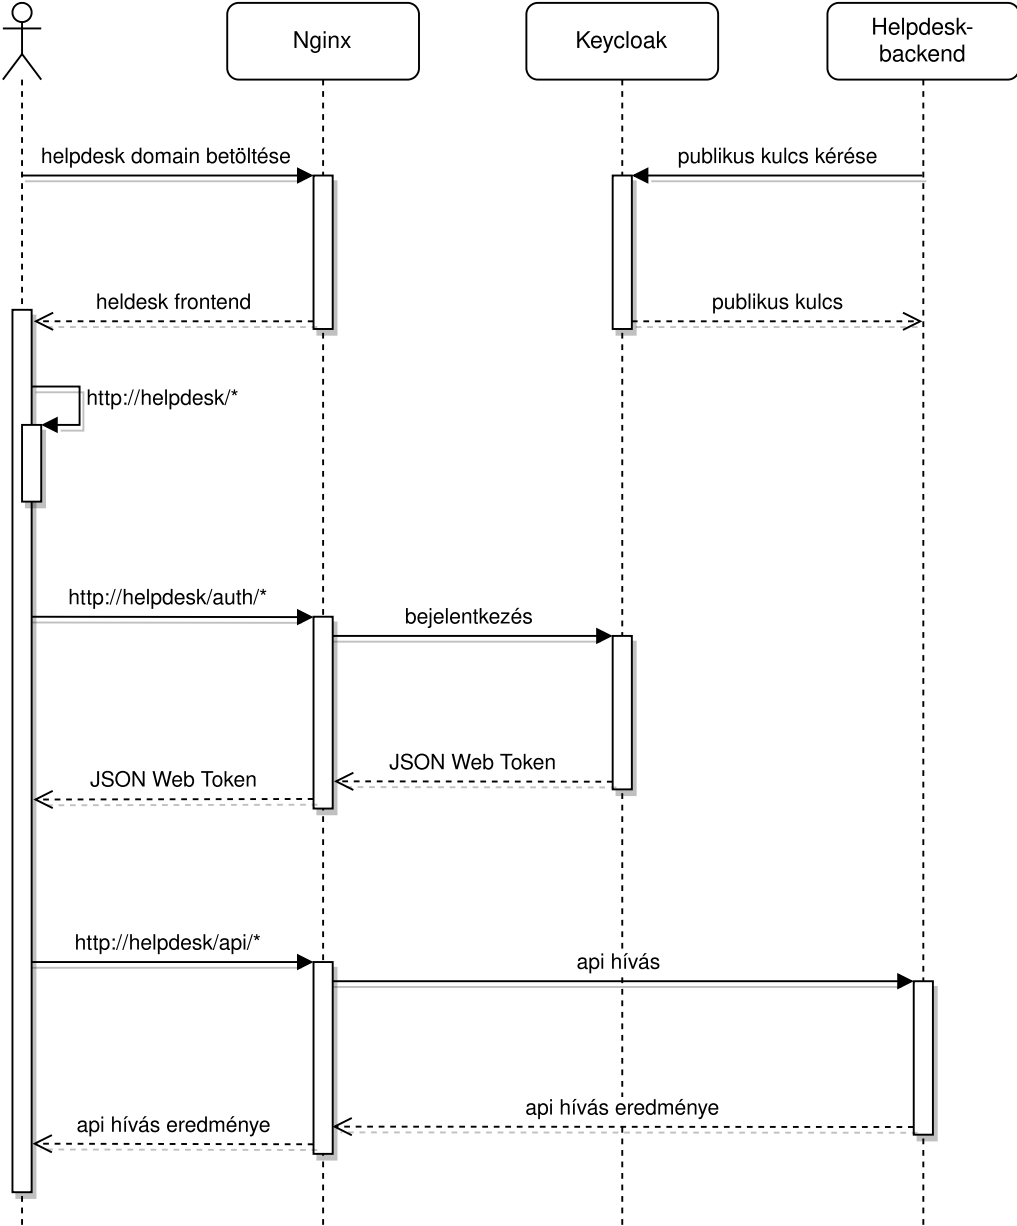 Nginx
Keycloak
Helpdesk-
backend
helpdesk domain betöltése
publikus kulcs kérése
heldesk frontend
publikus kulcs
http://helpdesk/*
http://helpdesk/auth/*
bejelentkezés
JSON Web Token
JSON Web Token
http://helpdesk/api/*
api hívás
api hívás eredménye
api hívás eredménye